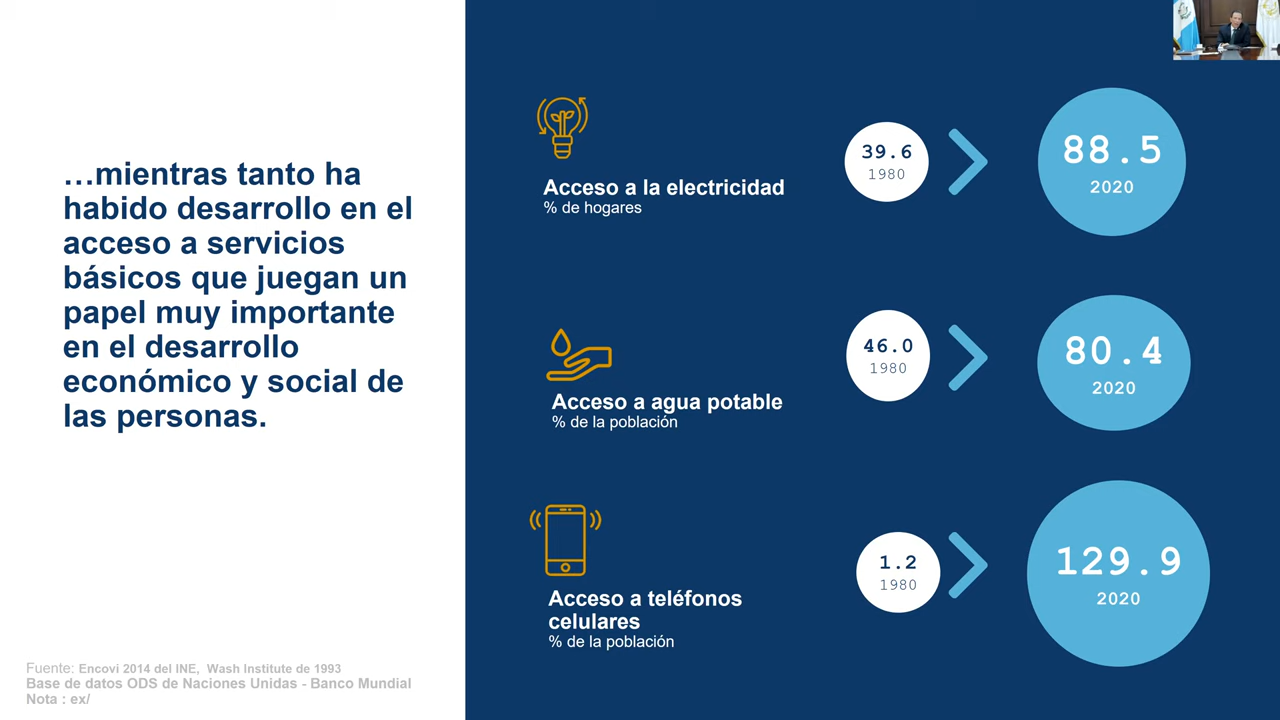 …mientras tanto ha
habido desarrollo en el
acceso a servicios
básicos que juegan un
papel muy importante
en el desarrollo
económico y social de
las personas.
Fuente: Encovi 2014 del INE, Wash Institute de 1993
Base de datos ODS de Naciones Unidas - Banco Mundial
Nota : ex/
Acceso a la electricidad
% de hogares
39.6
1980
88.5
2020
Acceso a agua potable
% de la población
46.0
1980
80.4
2020
Acceso a teléfonos
celulares
% de la población
1.2
1980
129.9
2020